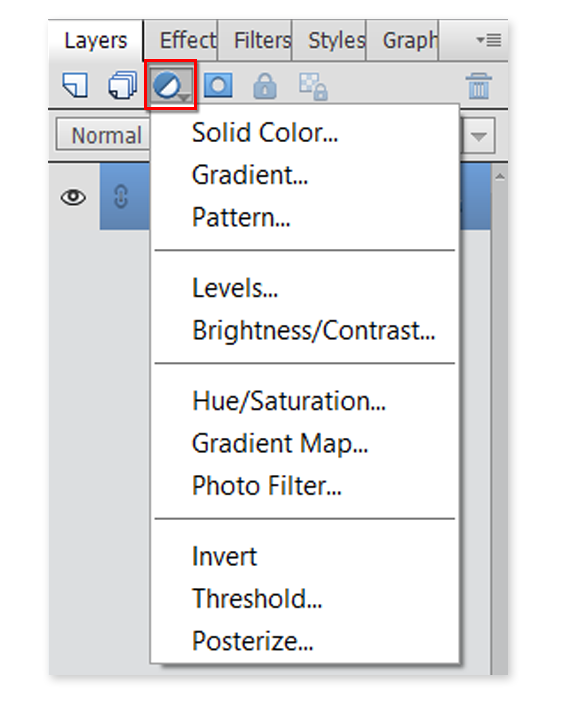 Layers Effect Filters Styles Graph
Normal
Solid Color...
Gradient...
Pattern...
Levels...
Brightness/Contrast...
Hue/Saturation...
Gradient Map...
Photo Filter...
Invert
Threshold...
Posterize...